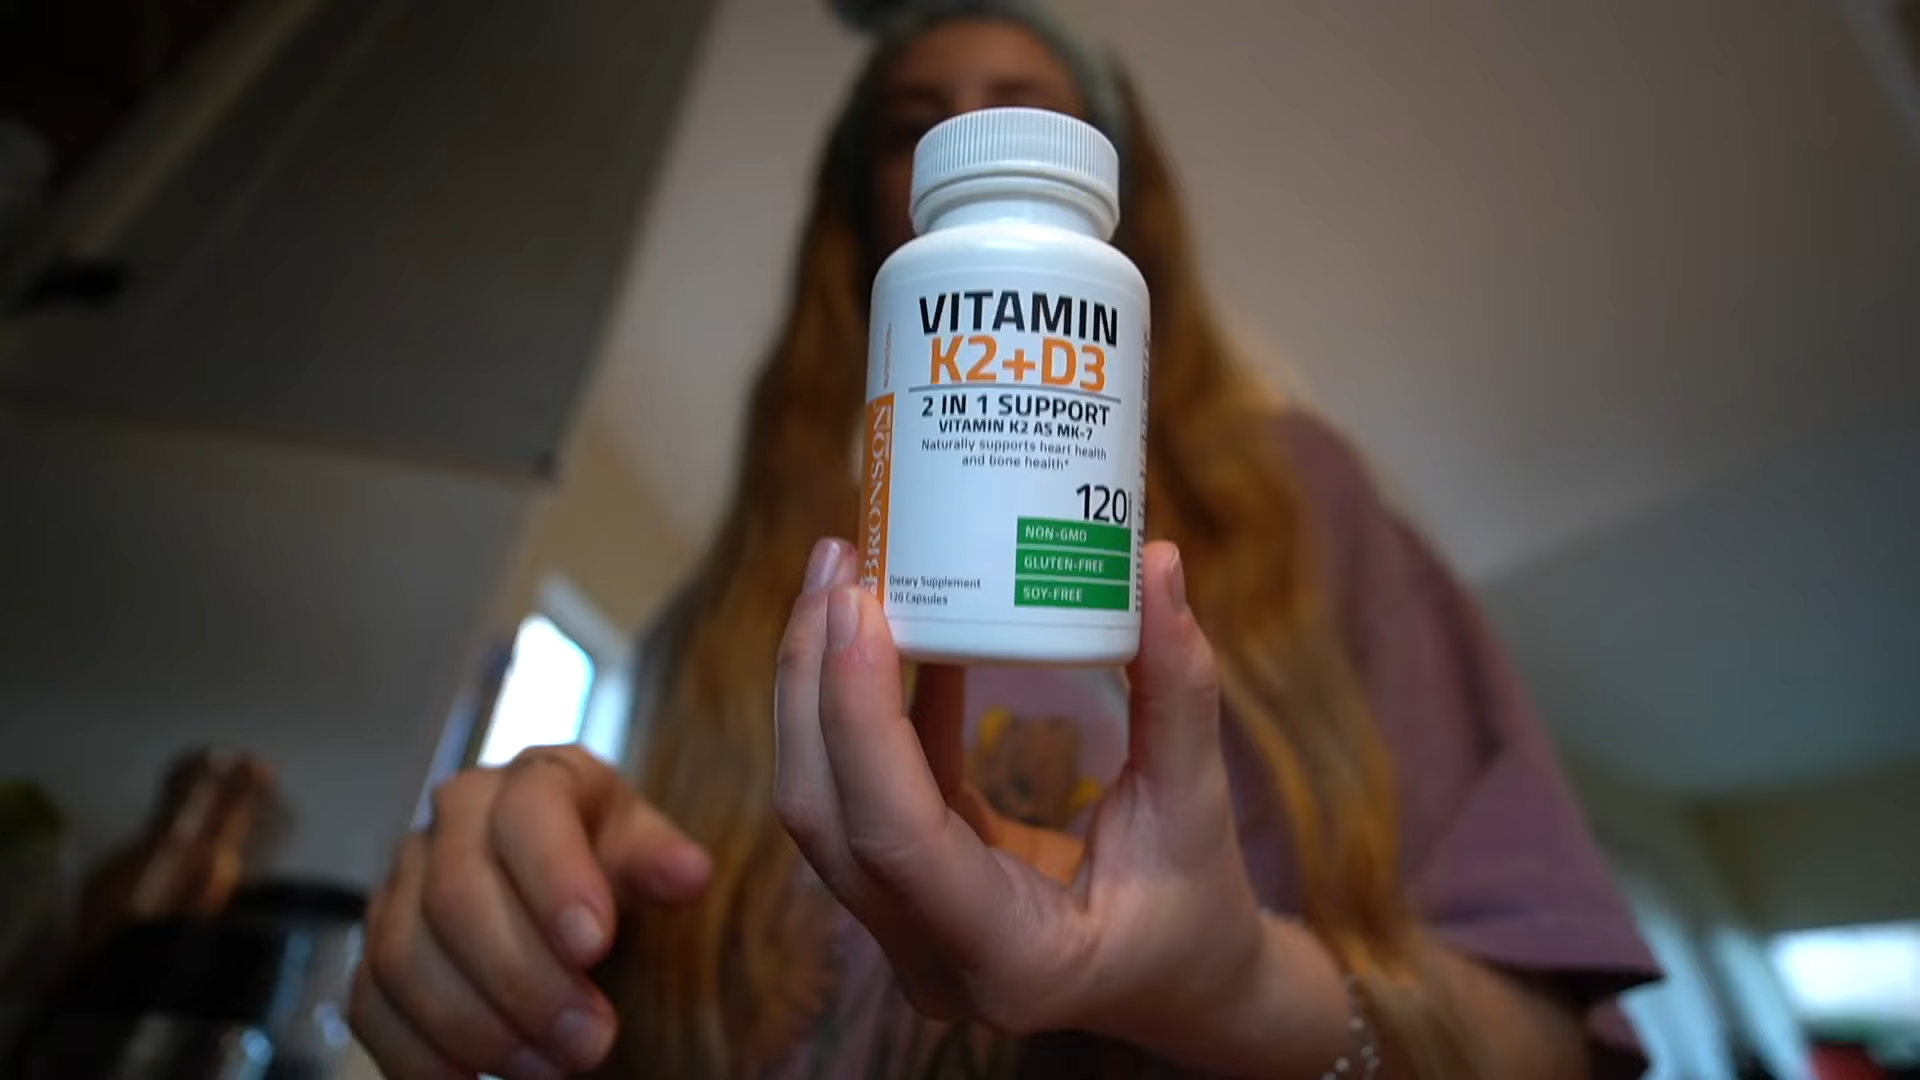 VITAMIN
K2+D3
2 IN 1 SUPPORT
VITAMIN K2 AS MK-7
Naturally supports heart health
and bone health*
120
NON-GMO
GLUTEN-FREE
SOY-FREE
BRONSON
Dietary Supplement
120 Capsules